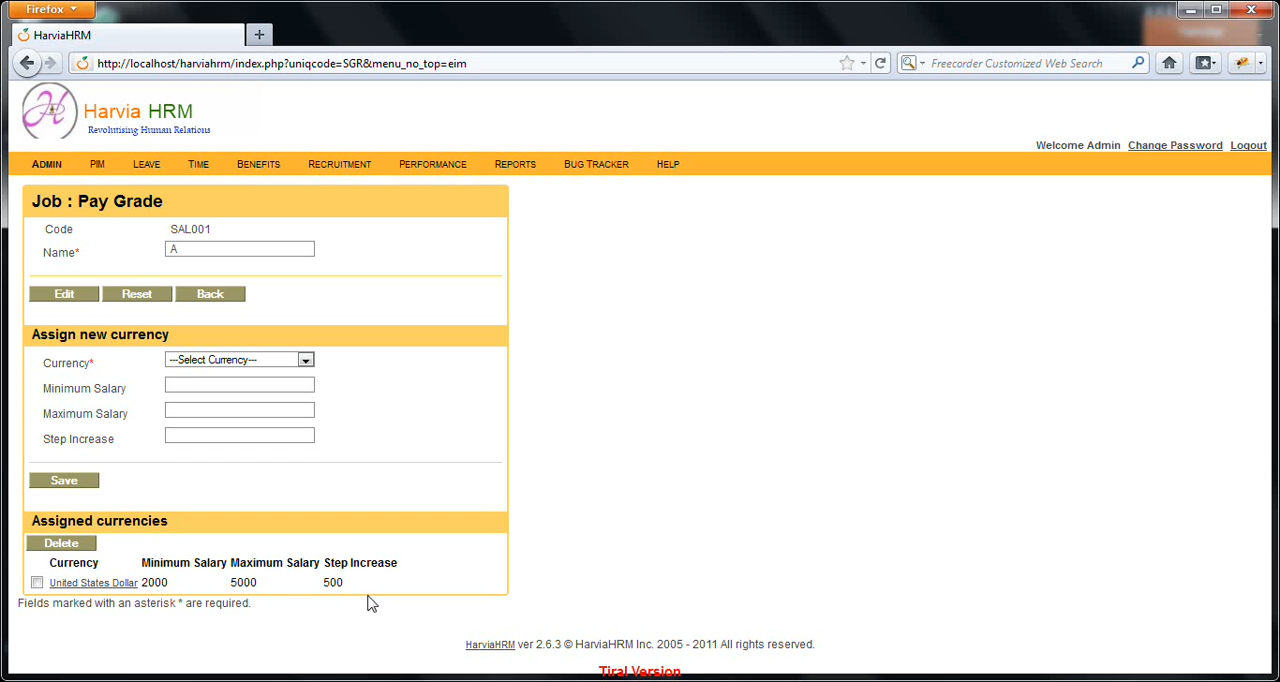 Firefox
HarviaHRM
http://localhost/harviahrm/index.php?uniqcode=SGR&menu_no_top=eim
Freecorder Customized Web Search
Harvia HRM
Revolutising Human Relations
Welcome Admin Change Password Logout
ADMIN PIM LEAVE TIME BENEFITS RECRUITMENT PERFORMANCE REPORTS BUG TRACKER HELP
Job : Pay Grade
Code SAL001
Name* A
Edit Reset Back
Assign new currency
Currency* ---Select Currency---
Minimum Salary
Maximum Salary
Step Increase
Save
Assigned currencies
Delete
Currency Minimum Salary Maximum Salary Step Increase
United States Dollar 2000 5000 500
Fields marked with an asterisk * are required.
HarviaHRM ver 2.6.3 © HarviaHRM Inc. 2005 - 2011 All rights reserved.
Tiral Version